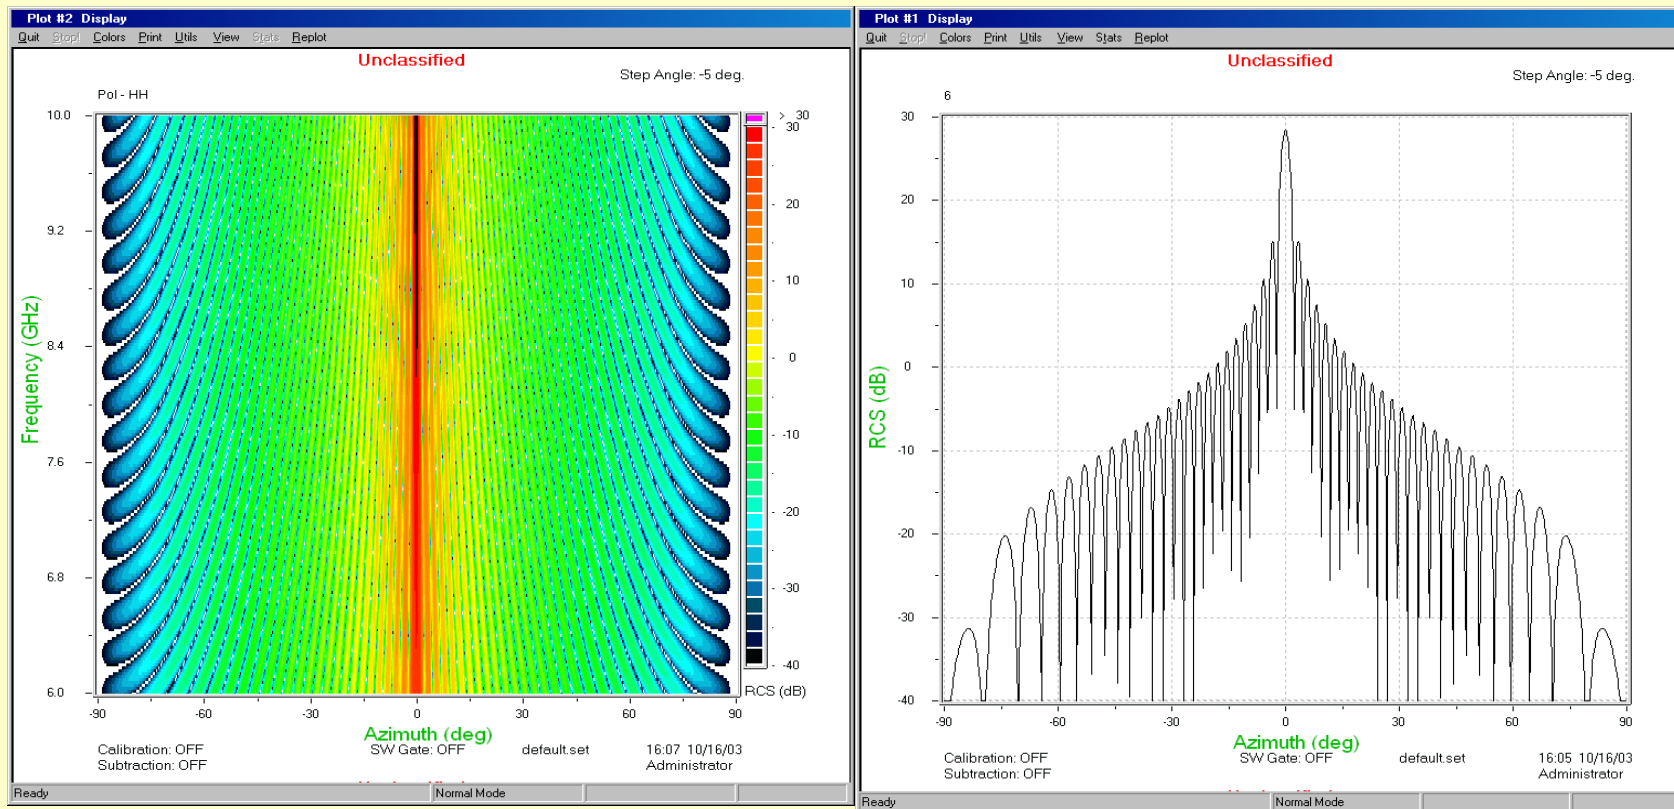 Plot #2 Display
Quit Stop! Colors Print Utils View Stats Replot
Unclassified
Step Angle: -5 deg.
Pol - HH
> 30
30
20
10
0
-10
-20
-30
-40
RCS (dB)
10.0
9.2
8.4
7.6
6.8
6.0
Frequency (GHz)
-90 -60 -30 0 30 60 90
Azimuth (deg)
Calibration: OFF SW Gate: OFF default.set 16:07 10/16/03
Subtraction: OFF Administrator
Ready Normal Mode
Plot #1 Display
Quit Stop! Colors Print Utils View Stats Replot
Unclassified
Step Angle: -5 deg.
6
30
20
10
0
-10
-20
-30
-40
RCS (dB)
-90 -60 -30 0 30 60 90
Azimuth (deg)
Calibration: OFF SW Gate: OFF default.set 16:05 10/16/03
Subtraction: OFF Administrator
Ready Normal Mode